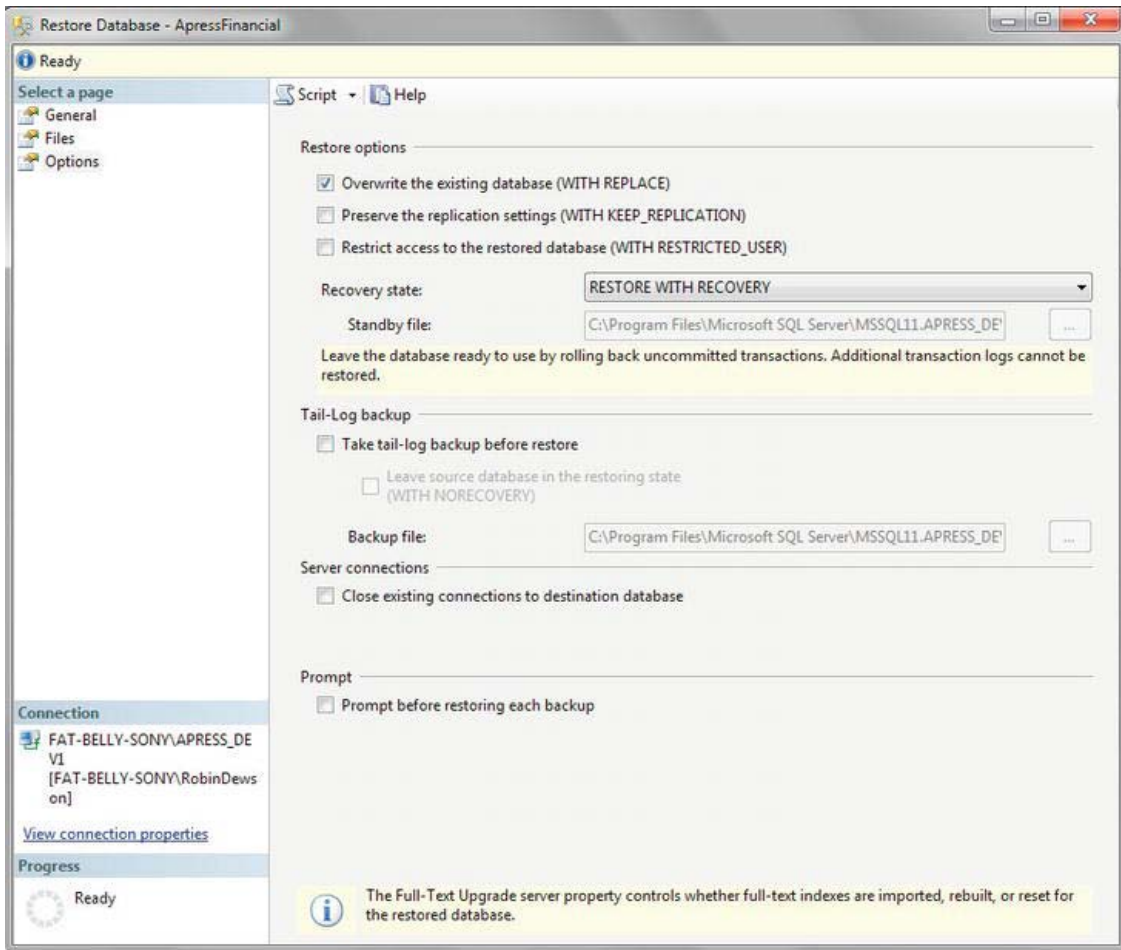 Restore Database - ApressFinancial
Ready
Select a page
General
Files
Options
Script
Help
Restore options
Overwrite the existing database (WITH REPLACE)
Preserve the replication settings (WITH KEEP_REPLICATION)
Restrict access to the restored database (WITH RESTRICTED_USER)
Recovery state:
RESTORE WITH RECOVERY
Standby file:
C:\Program Files\Microsoft SQL Server\MSSQL11.APRESS_DE
...
Leave the database ready to use by rolling back uncommitted transactions. Additional transaction logs cannot be
restored.
Tail-Log backup
Take tail-log backup before restore
Leave source database in the restoring state
(WITH NORECOVERY)
Backup file:
C:\Program Files\Microsoft SQL Server\MSSQL11.APRESS_DE
...
Server connections
Close existing connections to destination database
Prompt
Prompt before restoring each backup
Connection
FAT-BELLY-SONY\APRESS_DE
V1
[FAT-BELLY-SONY\RobinDews
on]
View connection properties
Progress
Ready
The Full-Text Upgrade server property controls whether full-text indexes are imported, rebuilt, or reset for
the restored database.